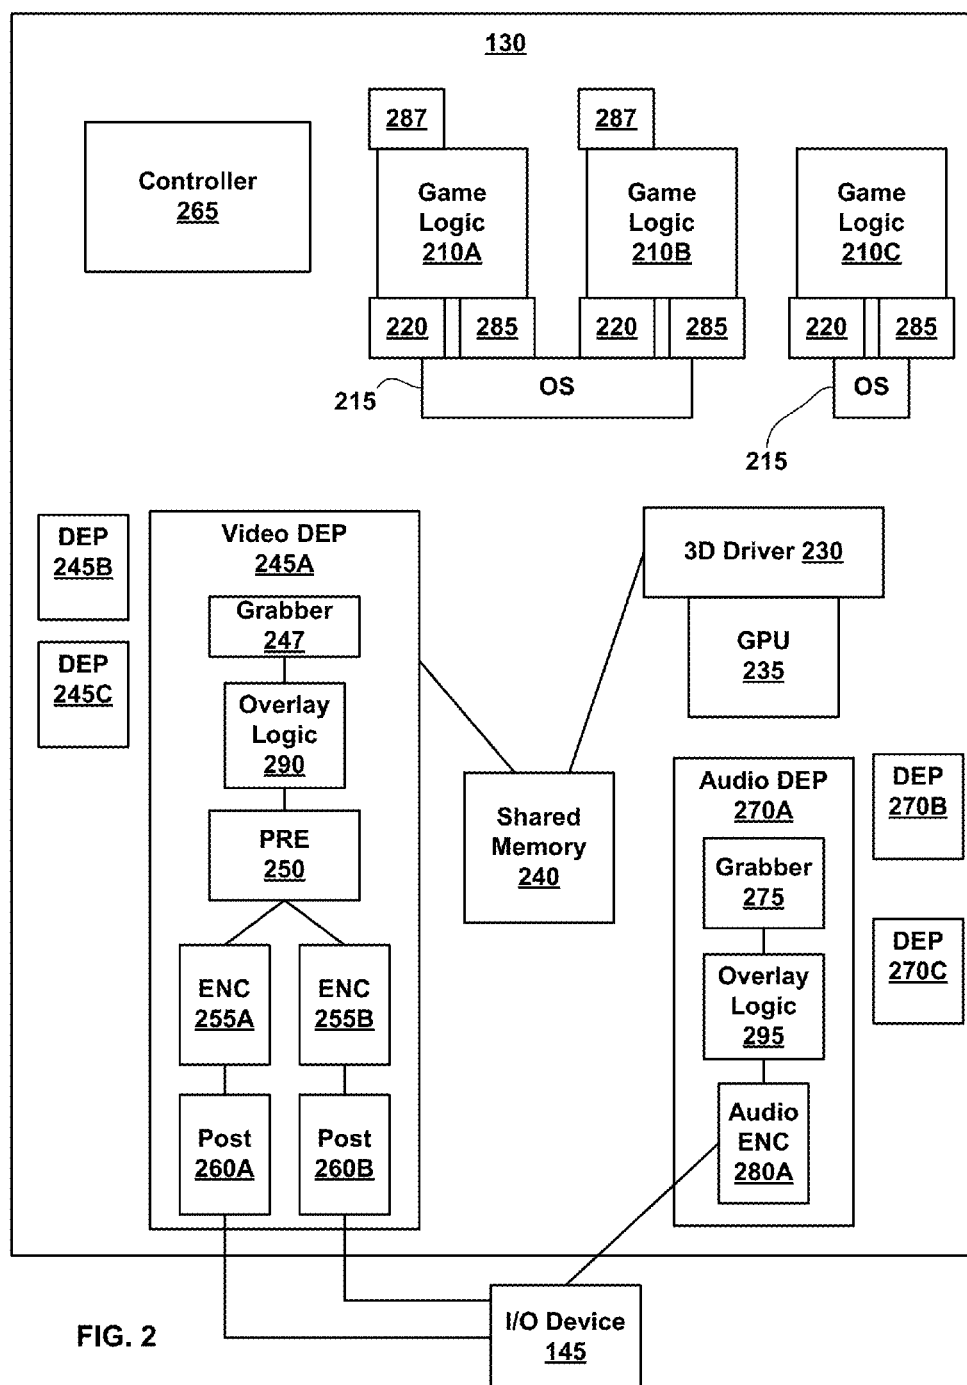 130
287
287
Controller
265
Game
Logic
210A
Game
Logic
210B
Game
Logic
210C
220
285
220
285
220
285
215
OS
OS
215
DEP
245B
DEP
245C
Video DEP
245A
Grabber
247
Overlay
Logic
290
PRE
250
ENC
255A
ENC
255B
Post
260A
Post
260B
3D Driver 230
GPU
235
Shared
Memory
240
Audio DEP
270A
Grabber
275
Overlay
Logic
295
Audio
ENC
280A
DEP
270B
DEP
270C
I/O Device
145
FIG. 2